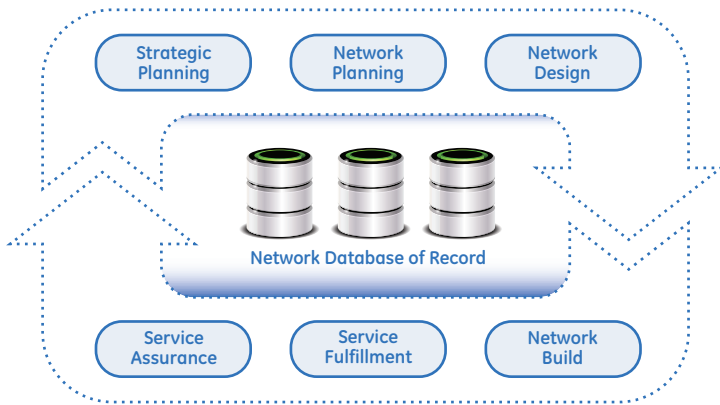 Strategic
Planning
Network
Planning
Network
Design
Network Database of Record
Service
Assurance
Service
Fulfillment
Network
Build